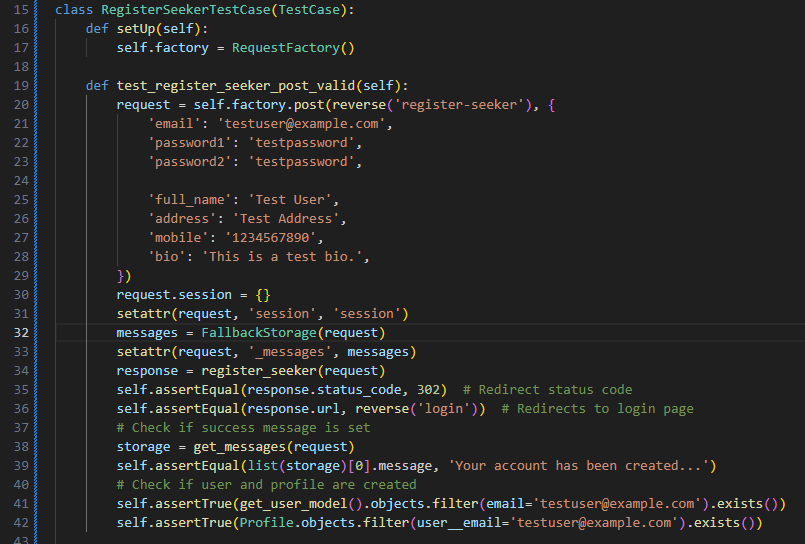 15 class RegisterSeekerTestCase(TestCase):
16     def setUp(self):
17         self.factory = RequestFactory()
18
19     def test_register_seeker_post_valid(self):
20         request = self.factory.post(reverse('register-seeker'), {
21             'email': 'testuser@example.com',
22             'password1': 'testpassword',
23             'password2': 'testpassword',
24
25             'full_name': 'Test User',
26             'address': 'Test Address',
27             'mobile': '1234567890',
28             'bio': 'This is a test bio.',
29         })
30         request.session = {}
31         setattr(request, 'session', 'session')
32         messages = FallbackStorage(request)
33         setattr(request, '_messages', messages)
34         response = register_seeker(request)
35         self.assertEqual(response.status_code, 302)  # Redirect status code
36         self.assertEqual(response.url, reverse('login'))  # Redirects to login page
37         # Check if success message is set
38         storage = get_messages(request)
39         self.assertEqual(list(storage)[0].message, 'Your account has been created...')
40         # Check if user and profile are created
41         self.assertTrue(get_user_model().objects.filter(email='testuser@example.com').exists())
42         self.assertTrue(Profile.objects.filter(user__email='testuser@example.com').exists())
43